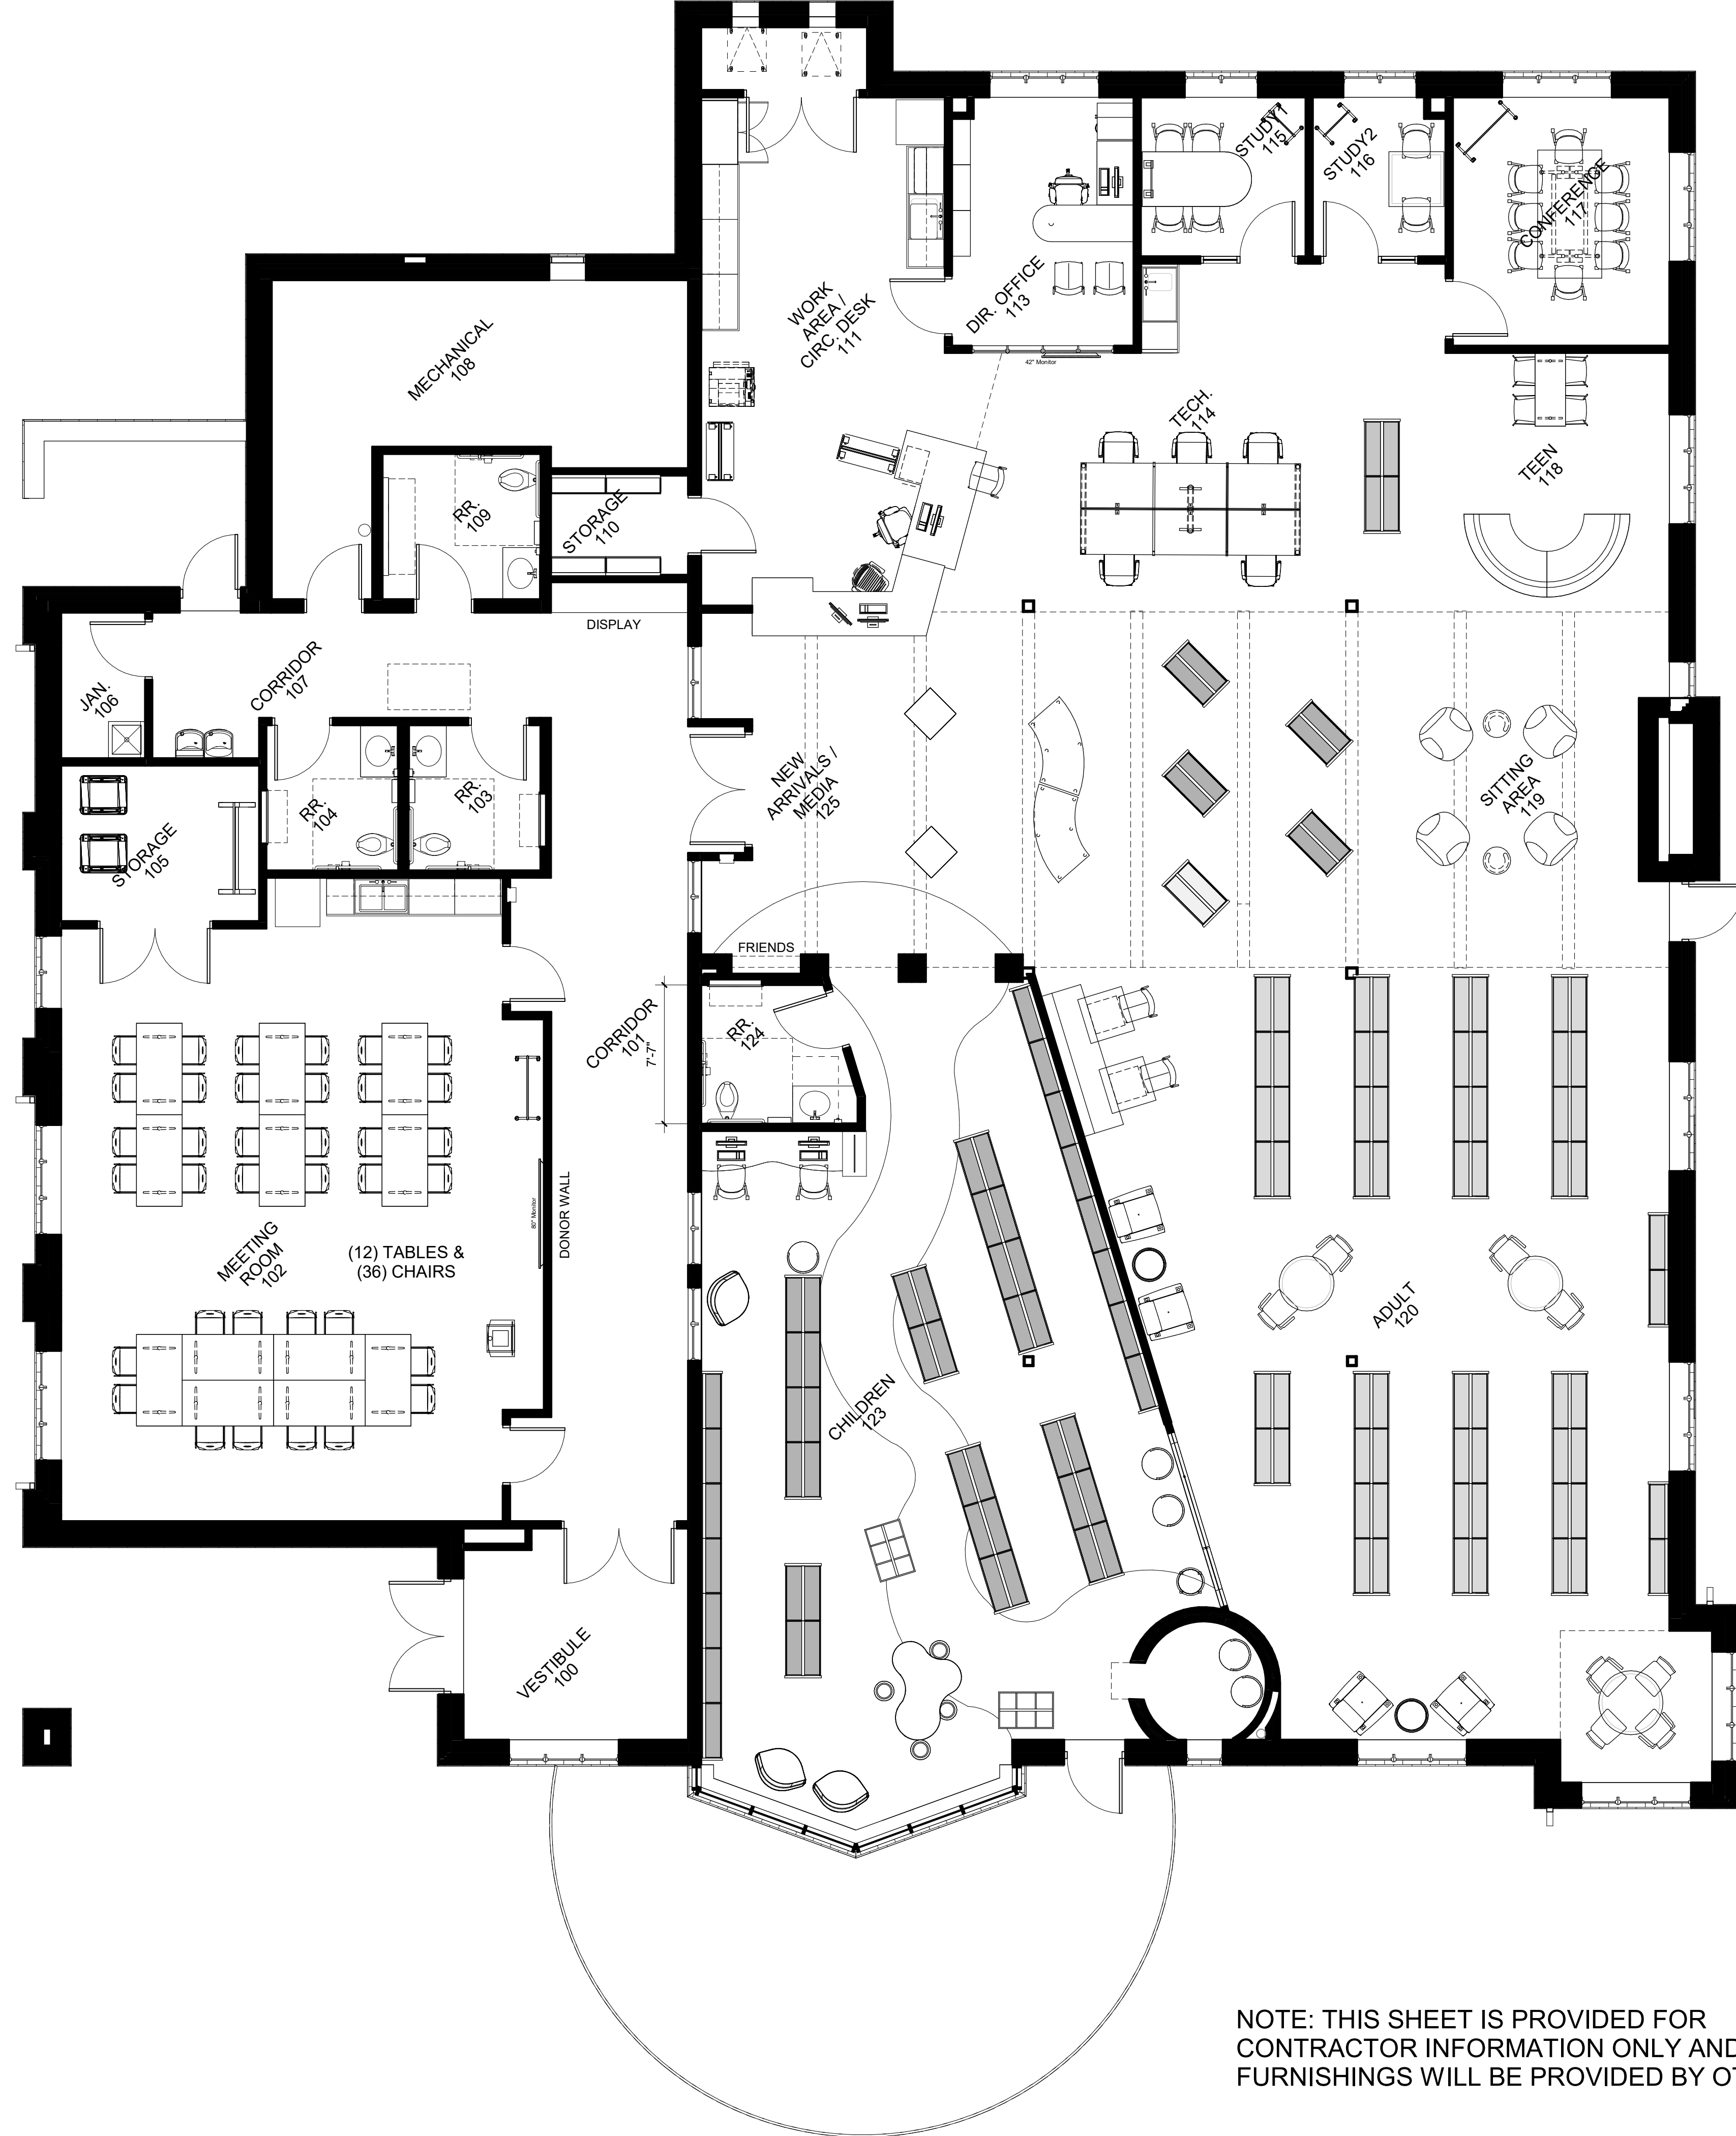 STUDY1
115
STUDY2
116
CONFERENCE
117
WORK
AREA /
CIRC. DESK
111
DIR. OFFICE
113
42" Monitor
MECHANICAL
108
TECH.
114
TEEN
118
RR.
109
STORAGE
110
DISPLAY
CORRIDOR
107
JAN.
106
NEW
ARRIVALS /
MEDIA
125
SITTING
AREA
119
RR.
104
RR.
103
STORAGE
105
FRIENDS
CORRIDOR
101
7'-7"
RR.
124
80" Monitor
DONOR WALL
MEETING
ROOM
102
(12) TABLES &
(36) CHAIRS
ADULT
120
CHILDREN
123
VESTIBULE
100
NOTE: THIS SHEET IS PROVIDED FOR
CONTRACTOR INFORMATION ONLY AND
FURNISHINGS WILL BE PROVIDED BY